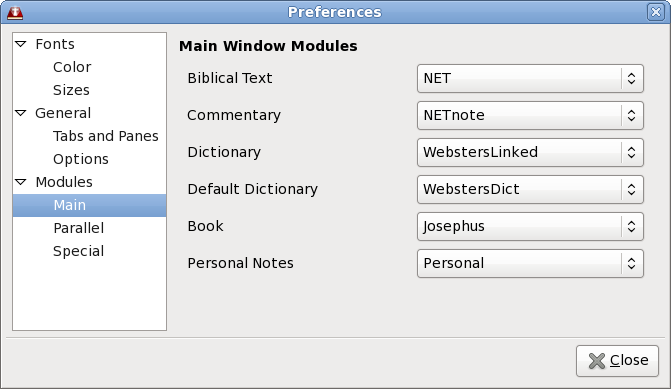 Preferences
Fonts
Color
Sizes
General
Tabs and Panes
Options
Modules
Main
Parallel
Special
Main Window Modules
Biblical Text NET
Commentary NETnote
Dictionary WebstersLinked
Default Dictionary WebstersDict
Book Josephus
Personal Notes Personal
Close